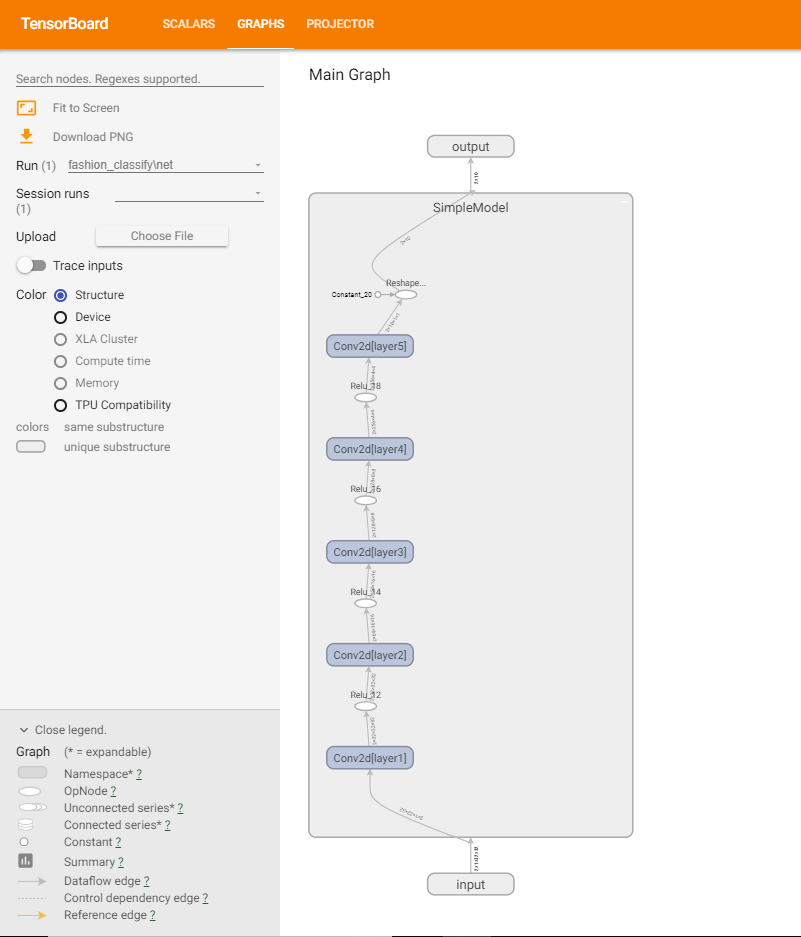 TensorBoard SCALARS GRAPHS PROJECTOR
Search nodes. Regexes supported.
Fit to Screen
Download PNG
Run (1) fashion_classify\net
Session runs
(1)
Upload Choose File
Trace inputs
Color Structure
Device
XLA Cluster
Compute time
Memory
TPU Compatibility
colors same substructure
unique substructure
Close legend.
Graph (* = expandable)
Namespace* ?
OpNode ?
Unconnected series* ?
Connected series* ?
Constant ?
Summary ?
Dataflow edge ?
Control dependency edge ?
Reference edge ?
Main Graph
output
SimpleModel
Reshape...
Constant_20
Conv2d[layer5]
Relu_18
Conv2d[layer4]
Relu_16
Conv2d[layer3]
Relu_14
Conv2d[layer2]
Relu_12
Conv2d[layer1]
input